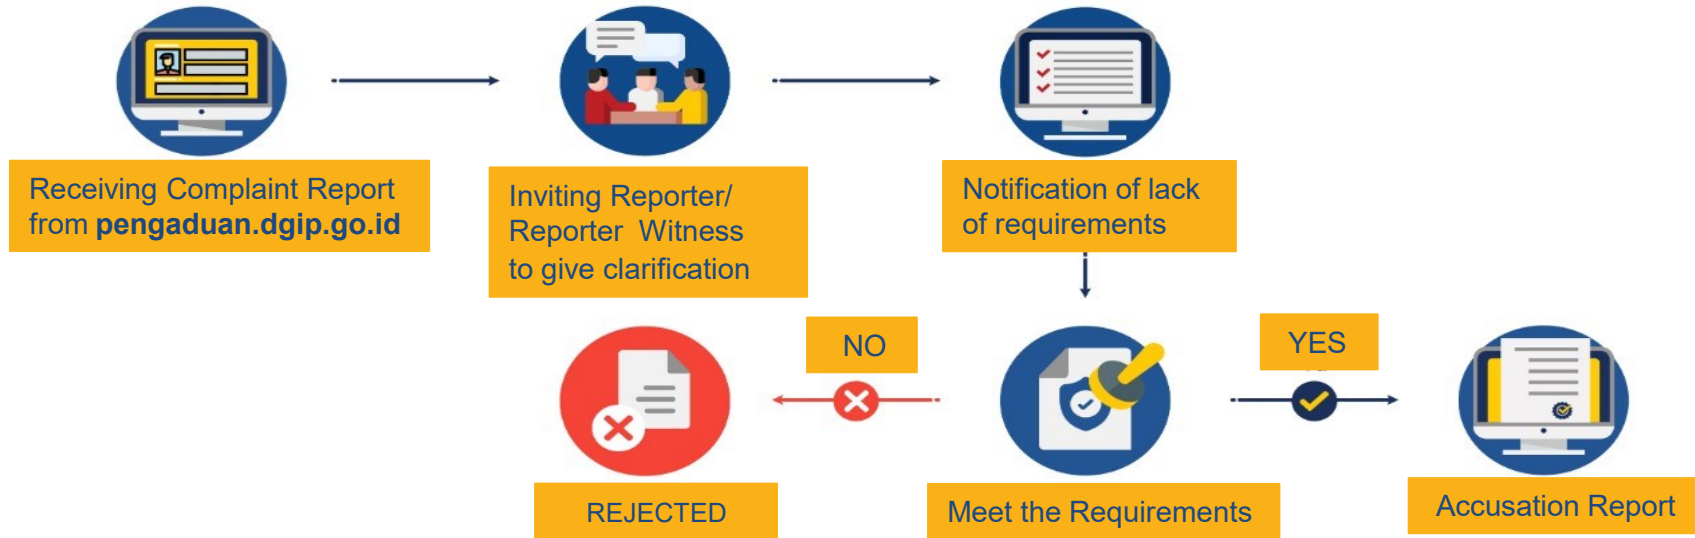 Receiving Complaint Report
from pengaduan.dgip.go.id
Inviting Reporter/
Reporter Witness
to give clarification
Notification of lack
of requirements
NO
YES
REJECTED
Meet the Requirements
Accusation Report